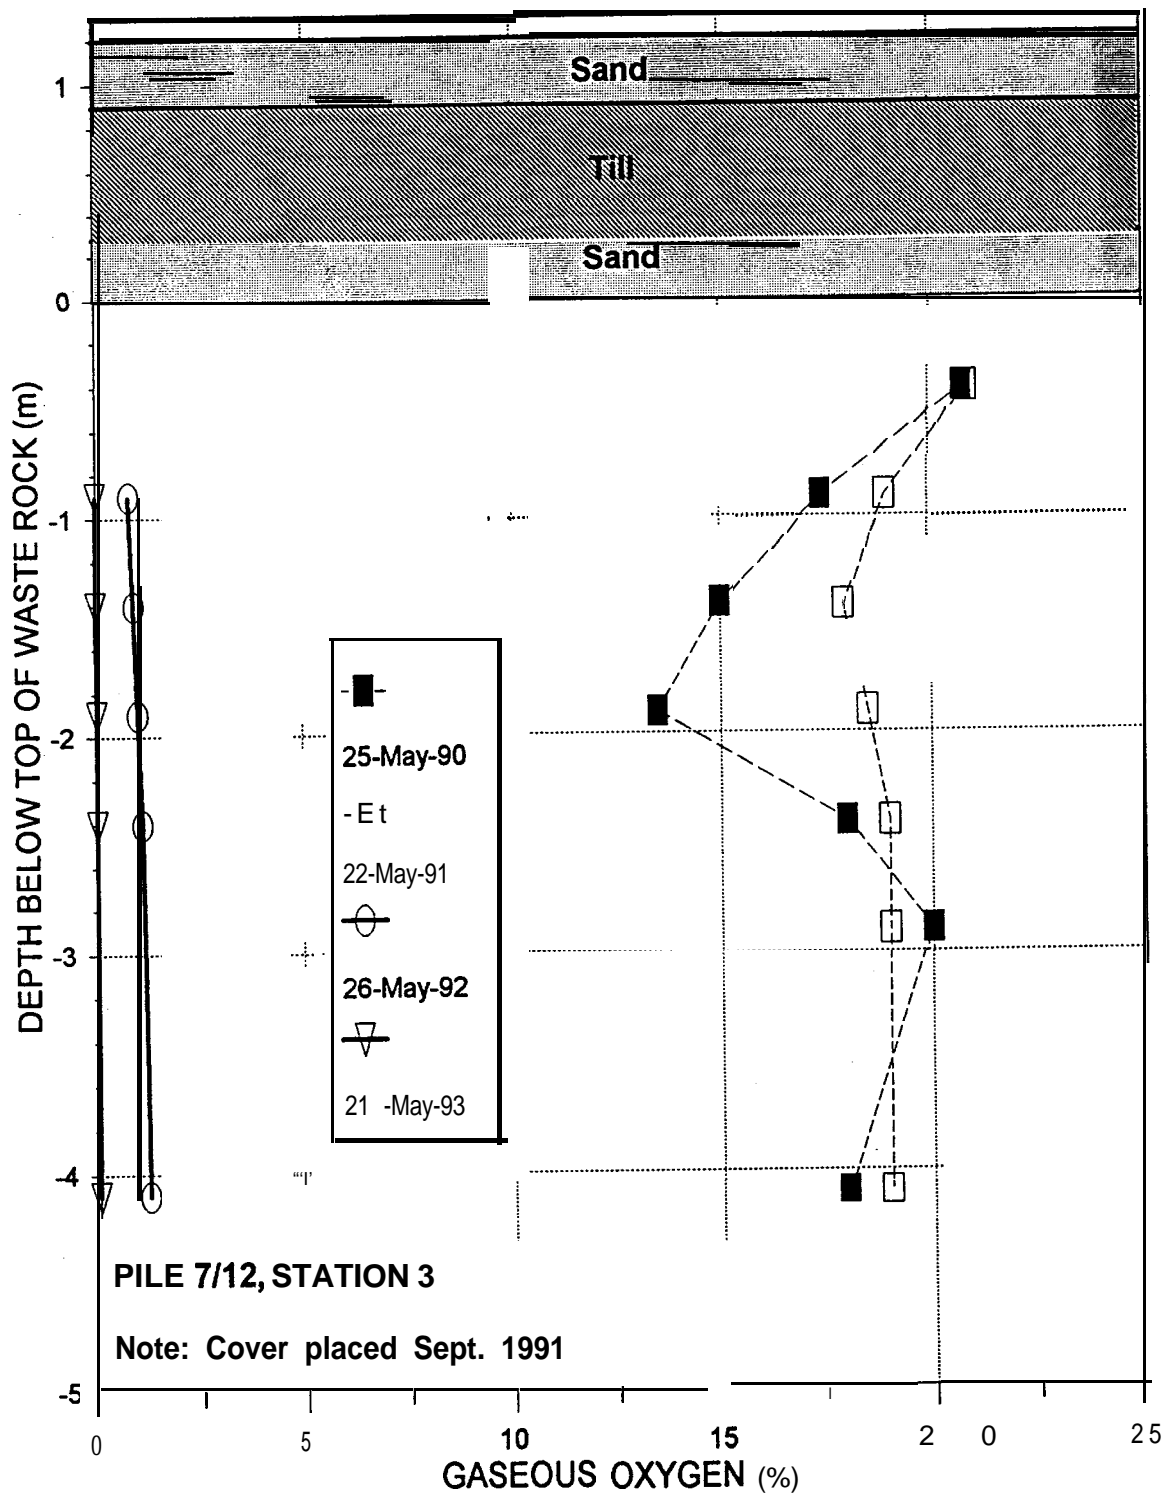 Sand
1
Till
Sand
0
DEPTH BELOW TOP OF WASTE ROCK (m)
-1
-2
-3
-4
-5
25-May-90
-Et
22-May-91
26-May-92
21 -May-93
PILE 7/12, STATION 3
Note: Cover placed Sept. 1991
0 5 10 15 2 0 25
GASEOUS OXYGEN (%)